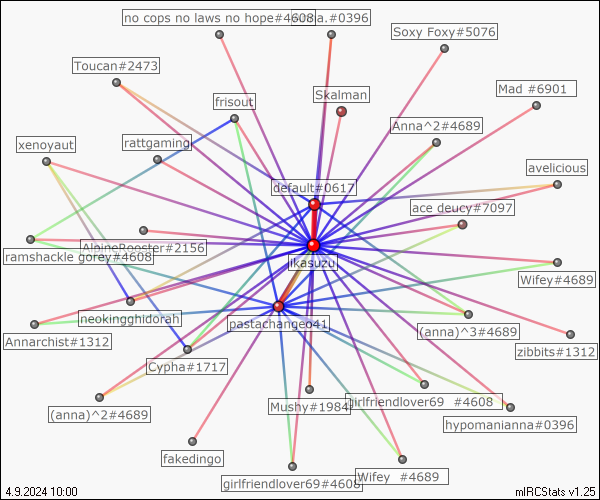 no cops no laws no hope#4608
a.#0396
Soxy Foxy#5076
Toucan#2473
Mad #6901
frisout
Skalman
Anna^2#4689
xenoyaut
rattgaming
avelicious
default#0617
ace deucy#7097
AlpineRooster#2156
ramshackle gorey#4608
jikasuzu
Wifey#4689
neokingghidorah
pastachangeo41
(anna)^3#4689
Annarchist#1312
zibbits#1312
Cypha#1717
(anna)^2#4689
Mushy#1984
girlfriendlover69 #4608
hypomanianna#0396
fakedingo
girlfriendlover69#4608
Wifey #4689
4.9.2024 10:00
mIRCStats v1.25